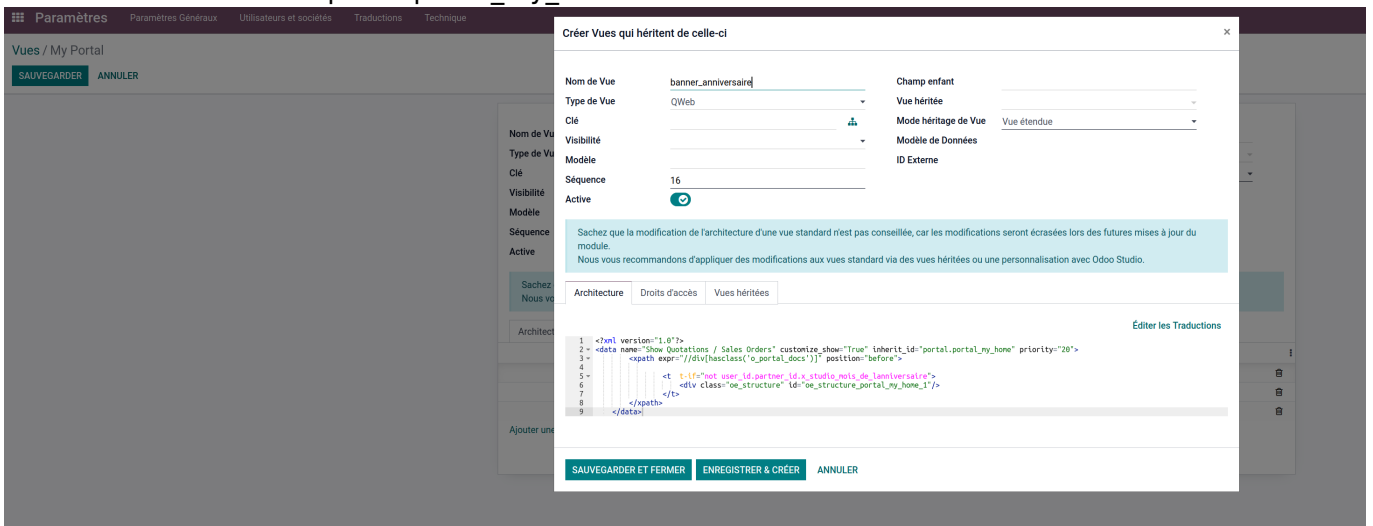 Paramètres Paramètres Généraux Utilisateurs et sociétés Traductions Technique
Vues / My Portal
SAUVEGARDER ANNULER
Créer Vues qui héritent de celle-ci ×
Nom de Vue banner_anniversaire Champ enfant
Type de Vue QWeb Vue héritée
Clé Mode héritage de Vue Vue étendue
Visibilité Modèle de Données
Modèle ID Externe
Séquence 16
Active
Sachez que la modification de l'architecture d'une vue standard n'est pas conseillée, car les modifications seront écrasées lors des futures mises à jour du
module.
Nous vous recommandons d'appliquer des modifications aux vues standard via des vues héritées ou une personnalisation avec Odoo Studio.
Architecture Droits d'accès Vues héritées
Éditer les Traductions
1 <?xml version="1.0"?>
2 <data name="Show Quotations / Sales Orders" customize_show="True" inherit_id="portal.portal_my_home" priority="20">
3 <xpath expr="//div[hasclass('o_portal_docs')]" position="before">
4
5 <t t-if="not user_id.partner_id.x_studio_mois_de_lanniversaire">
6 <div class="oe_structure" id="oe_structure_portal_my_home_1"/>
7 </t>
8 </xpath>
9 </data>
SAUVEGARDER ET FERMER ENREGISTRER & CRÉER ANNULER
Nom de Vu
Type de Vu
Clé
Visibilité
Modèle
Séquence
Active
Sachez
Nous vo
Architect
Ajouter une